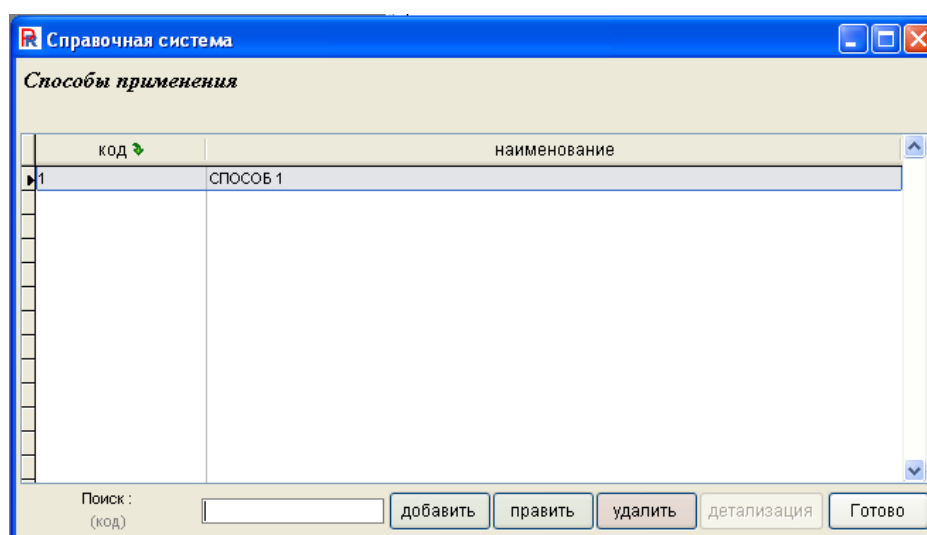 Справочная система
Способы применения
код наименование
1 СПОСОБ 1
Поиск :
(код)
добавить править удалить детализация Готово